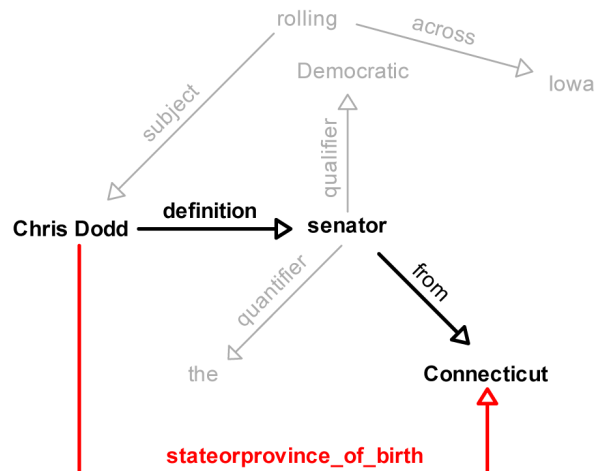 rolling
across
Democratic
Iowa
subject
qualifier
definition
Chris Dodd
senator
from
quantifier
the
Connecticut
stateorprovince_of_birth